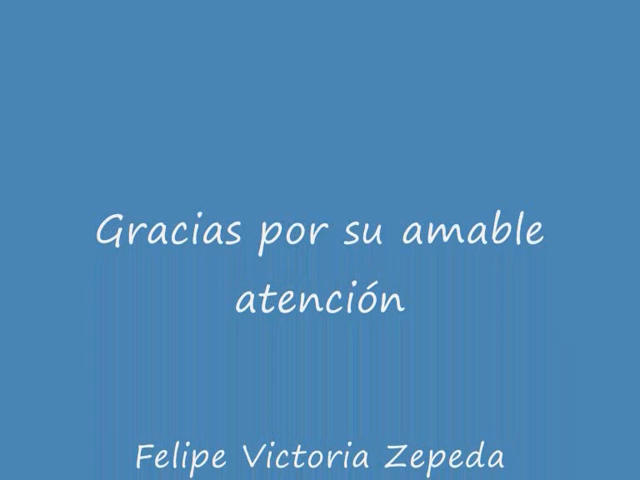 Gracias por su amable
atención
Felipe Victoria Zepeda